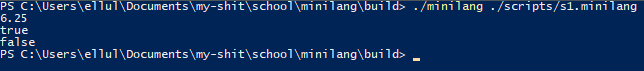 PS C:\Users\ellul\Documents\my-shit\school\minilang\build> ./minilang ./scripts/s1.minilang
6.25
true
false
PS C:\Users\ellul\Documents\my-shit\school\minilang\build> _